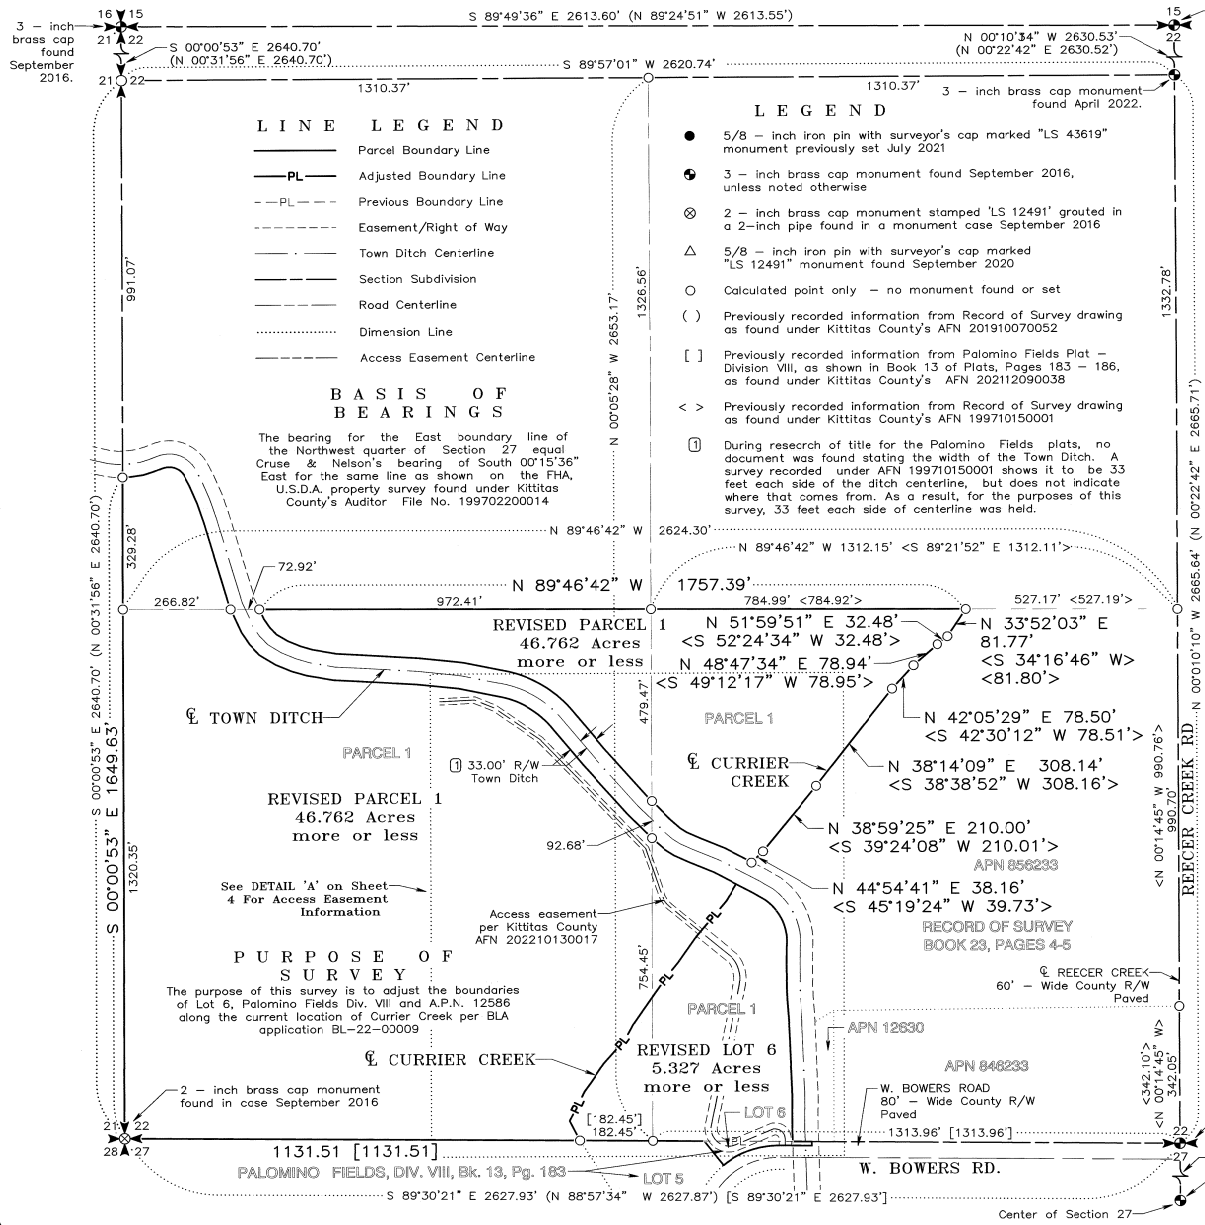 16 15
21 22
3 - inch
brass cap
found
September
2016.
S 89°49'36" E 2613.60' (N 89°24'51" W 2613.55')
15
22
S 00°00'53" E 2640.70'
(N 00°31'56" E 2640.70')
N 00°10'34" W 2630.53'
(N 00°22'42" E 2630.52')
S 89°57'01" W 2620.74'
21 22
1310.37'
1310.37'
3 - inch brass cap monument
found April 2022.
LINE LEGEND
Parcel Boundary Line
PL Adjusted Boundary Line
PL Previous Boundary Line
Easement/Right of Way
Town Ditch Centerline
Section Subdivision
Road Centerline
Dimension Line
Access Easement Centerline
LEGEND
5/8 - inch iron pin with surveyor's cap marked "LS 43619"
monument previously set July 2021
3 - inch brass cap monument found September 2016,
unless noted otherwise
2 - inch brass cap monument stamped 'LS 12491' grouted in
a 2-inch pipe found in a monument case September 2016
5/8 - inch iron pin with surveyor's cap marked
"LS 12491" monument found September 2020
Calculated point only - no monument found or set
( ) Previously recorded information from Record of Survey drawing
as found under Kittitas County's AFN 201910070052
[ ] Previously recorded information from Palomino Fields Plat -
Division VIII, as shown in Book 13 of Plats, Pages 183 - 186,
as found under Kittitas County's AFN 202112090038
< > Previously recorded information from Record of Survey drawing
as found under Kittitas County's AFN 199710150001
1 During research of title for the Palomino Fields plats, no
document was found stating the width of the Town Ditch. A
survey recorded under AFN 199710150001 shows it to be 33
feet each side of the ditch centerline, but does not indicate
where that comes from. As a result, for the purposes of this
survey, 33 feet each side of centerline was held.
BASIS OF
BEARINGS
The bearing for the East boundary line of
the Northwest quarter of Section 27 equal
Cruse & Nelson's bearing of South 00°15'36"
East for the same line as shown on the FHA,
U.S.D.A. property survey found under Kittitas
County's Auditor File No. 199702200014
991.07'
329.28'
1320.35'
S 00°00'53" E 1649.63'
S 00°00'53" E 2640.70' (N 00°31'56" E 2640.70')
N 00°05'28" W 2653.17'
1326.56'
1332.78'
N 00°10'10" W 2665.64' (N 00°22'42" E 2665.71')
N 89°46'42" W 2624.30'
N 89°46'42" W 1312.15' <S 89°21'52" E 1312.11'>
72.92'
N 89°46'42" W 1757.39'
266.82'
972.41'
784.99' <784.92'>
527.17' <527.19'>
REVISED PARCEL 1
46.762 Acres
more or less
N 51°59'51" E 32.48'
<S 52°24'34" W 32.48'>
N 33°52'03" E
81.77'
<S 34°16'46" W>
<81.80'>
N 48°47'34" E 78.94'
<S 49°12'17" W 78.95'>
N 42°05'29" E 78.50'
<S 42°30'12" W 78.51'>
479.47'
℄ TOWN DITCH
PARCEL 1
PARCEL 1
1 33.00' R/W
Town Ditch
℄ CURRIER
CREEK
N 38°14'09" E 308.14'
<S 38°38'52" W 308.16'>
<N 00°14'45" W 990.76'>
990.70'
REECER CREEK RD
REVISED PARCEL 1
46.762 Acres
more or less
92.68'
N 38°59'25" E 210.00'
<S 39°24'08" W 210.01'>
APN 856233
N 44°54'41" E 38.16'
<S 45°19'24" W 39.73'>
See DETAIL 'A' on Sheet
4 For Access Easement
Information
Access easement
per Kittitas County
AFN 202210130017
PL
RECORD OF SURVEY
BOOK 23, PAGES 4-5
PURPOSE OF
SURVEY
The purpose of this survey is to adjust the boundaries
of Lot 6, Palomino Fields Div. VIII and A.P.N. 12586
along the current location of Currier Creek per BLA
application BL-22-00009
754.45'
PL
℄ REECER CREEK
60' - Wide County R/W
Paved
PARCEL 1
APN 12630
PL
℄ CURRIER CREEK
REVISED LOT 6
5.327 Acres
more or less
APN 846233
<342.10'>
<N 00°14'45" W>
342.05'
2 - inch brass cap monument
found in case September 2016
PL
W. BOWERS ROAD
80' - Wide County R/W
Paved
LOT 6
['82.45']
182.45'
21 22
28 27
1131.51 [1131.51]
1313.96' [1313.96']
22
27
PALOMINO FIELDS, DIV. VIII, Bk. 13, Pg. 183
LOT 5
W. BOWERS RD.
S 89°30'21" E 2627.93' (N 88°57'34" W 2627.87') [S 89°30'21" E 2627.93']
Center of Section 27